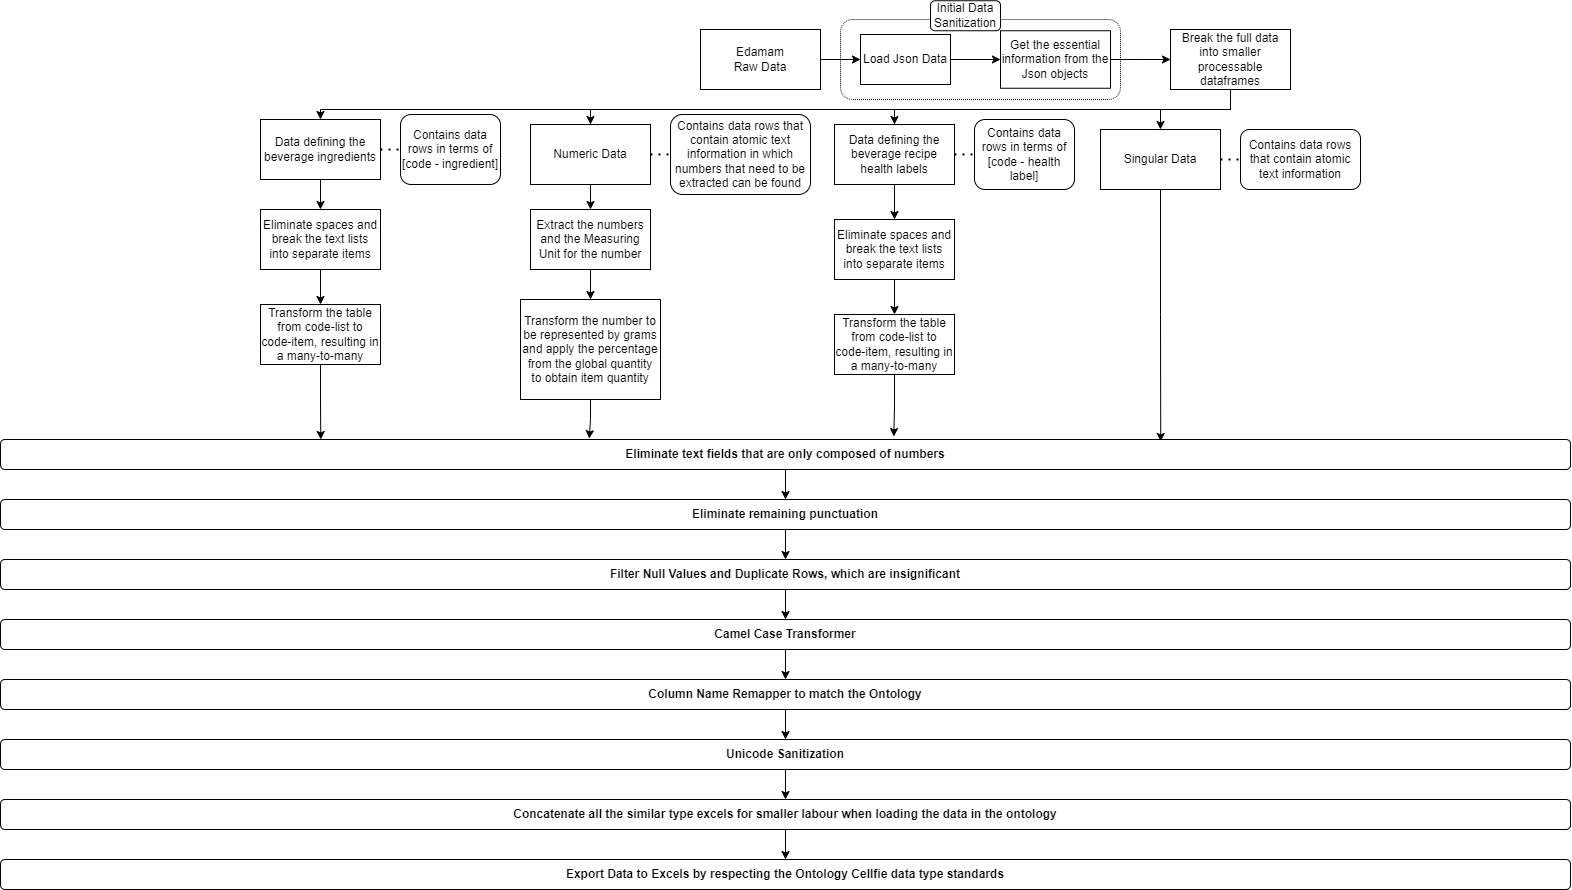 Initial Data
Sanitization
Edamam
Raw Data
Load Json Data
Get the essential
information from the
Json objects
Break the full data
into smaller
processable
dataframes
Data defining the
beverage ingredients
Contains data
rows in terms of
[code - ingredient]
Numeric Data
Contains data rows that
contain atomic text
information in which
numbers that need to be
extracted can be found
Data defining the
beverage recipe
health labels
Contains data
rows in terms of
[code - health
label]
Singular Data
Contains data rows
that contain atomic
text information
Eliminate spaces and
break the text lists
into separate items
Extract the numbers
and the Measuring
Unit for the number
Eliminate spaces and
break the text lists
into separate items
Transform the table
from code-list to
code-item, resulting in
a many-to-many
Transform the number to
be represented by grams
and apply the percentage
from the global quantity
to obtain item quantity
Transform the table
from code-list to
code-item, resulting in
a many-to-many
Eliminate text fields that are only composed of numbers
Eliminate remaining punctuation
Filter Null Values and Duplicate Rows, which are insignificant
Camel Case Transformer
Column Name Remapper to match the Ontology
Unicode Sanitization
Concatenate all the similar type excels for smaller labour when loading the data in the ontology
Export Data to Excels by respecting the Ontology Cellfie data type standards